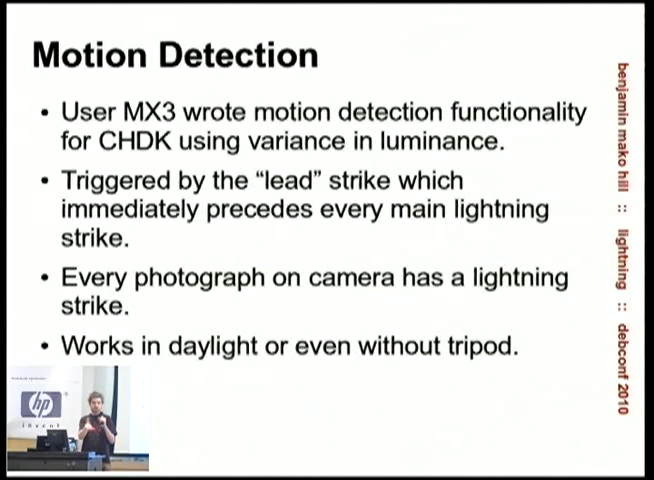 Motion Detection
• User MX3 wrote motion detection functionality
for CHDK using variance in luminance.
• Triggered by the “lead” strike which
immediately precedes every main lightning
strike.
• Every photograph on camera has a lightning
strike.
• Works in daylight or even without tripod.
benjamin mako hill :: lightning :: debconf 2010
hp
invent